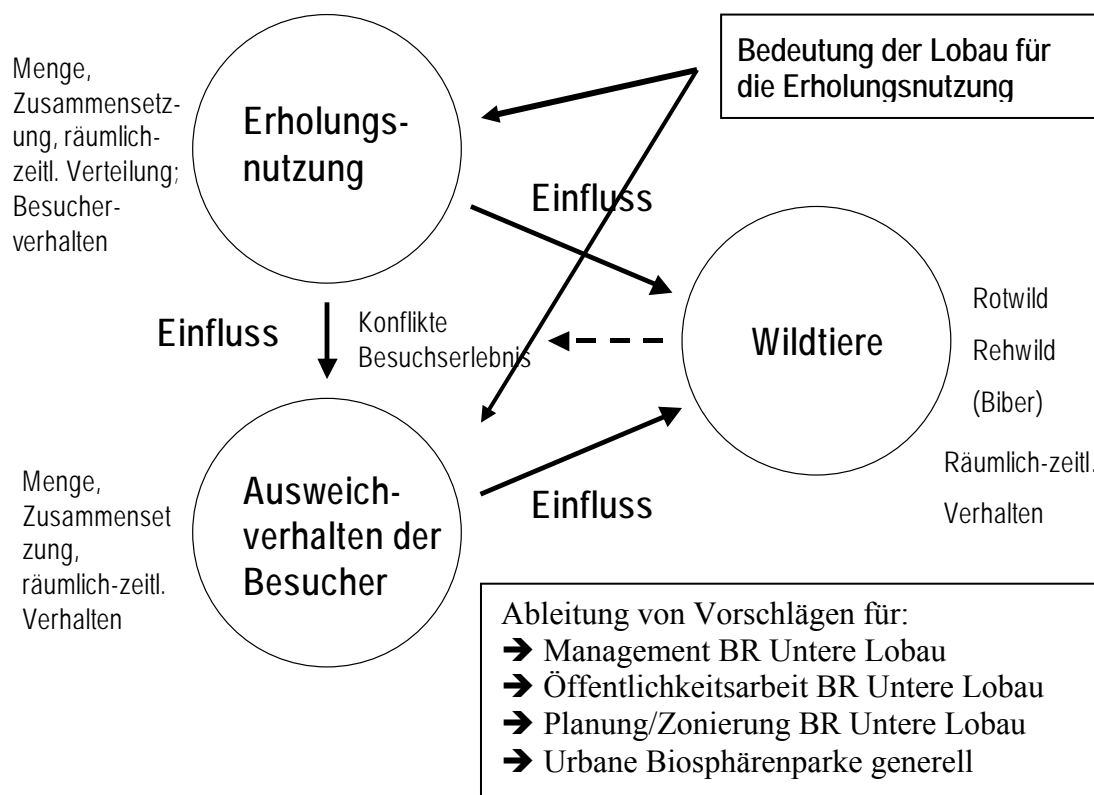 Menge,
Zusammensetz-
ung, räumlich-
zeitl. Verteilung;
Besucher-
verhalten
Erholungs-
nutzung
Bedeutung der Lobau für
die Erholungsnutzung
Einfluss
Einfluss
Konflikte
Besuchserlebnis
Wildtiere
Rotwild
Rehwild
(Biber)
Räumlich-zeitl.
Verhalten
Menge,
Zusammenset
zung,
räumlich-zeitl.
Verhalten
Ausweich-
verhalten der
Besucher
Einfluss
Ableitung von Vorschlägen für:
➔ Management BR Untere Lobau
➔ Öffentlichkeitsarbeit BR Untere Lobau
➔ Planung/Zonierung BR Untere Lobau
➔ Urbane Biosphärenparke generell